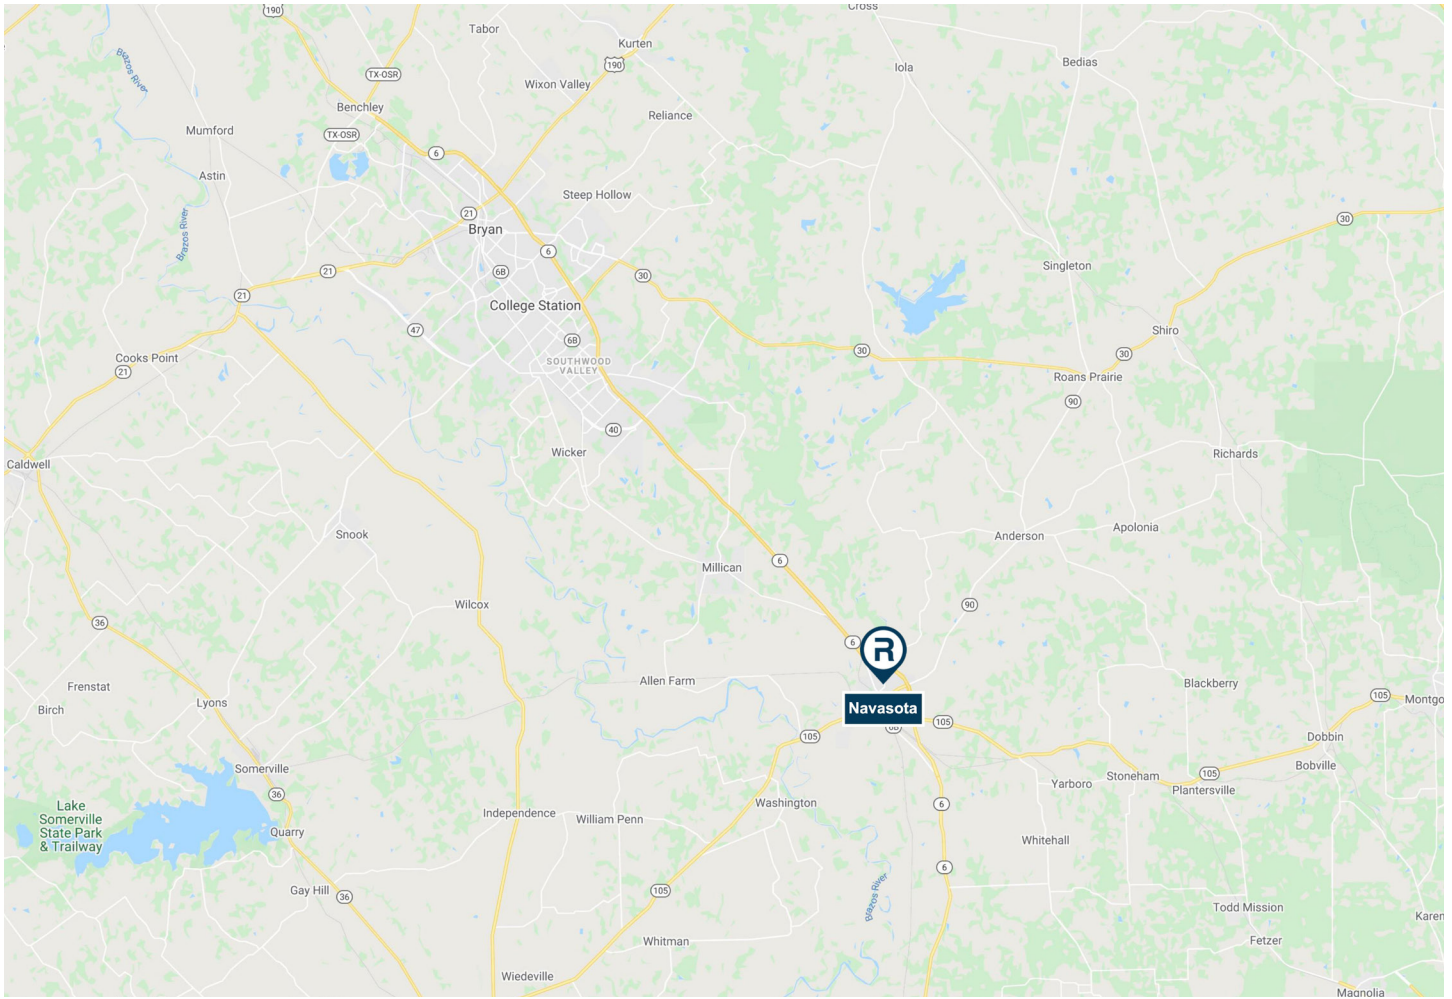 190
Cross
Tabor
Kurten
190
Iola
Bedias
Brazos River
TX-OSR
Wixon Valley
Benchley
Reliance
Mumford
TX-OSR
6
Astin
Steep Hollow
21
Bryan
Brazos River
6
30
21
6B
30
Singleton
21
College Station
47
6B
Shiro
SOUTHWOOD
VALLEY
30
30
Cooks Point
21
Roans Prairie
90
40
Wicker
Richards
Caldwell
Snook
Anderson
Apolonia
6
Millican
Wilcox
90
36
6
R
Allen Farm
Blackberry
Frenstat
Birch
Lyons
105
Montgo
Navasota
105
6B
105
Dobbin
Bobville
Somerville
Yarboro
Stoneham
105
Plantersville
36
Washington
6
Lake
Somerville
State Park
& Trailway
Independence
William Penn
Quarry
Whitehall
6
Gay Hill
36
105
Brazos River
Todd Mission
Karen
Whitman
Fetzer
Wiedeville
Magnolia